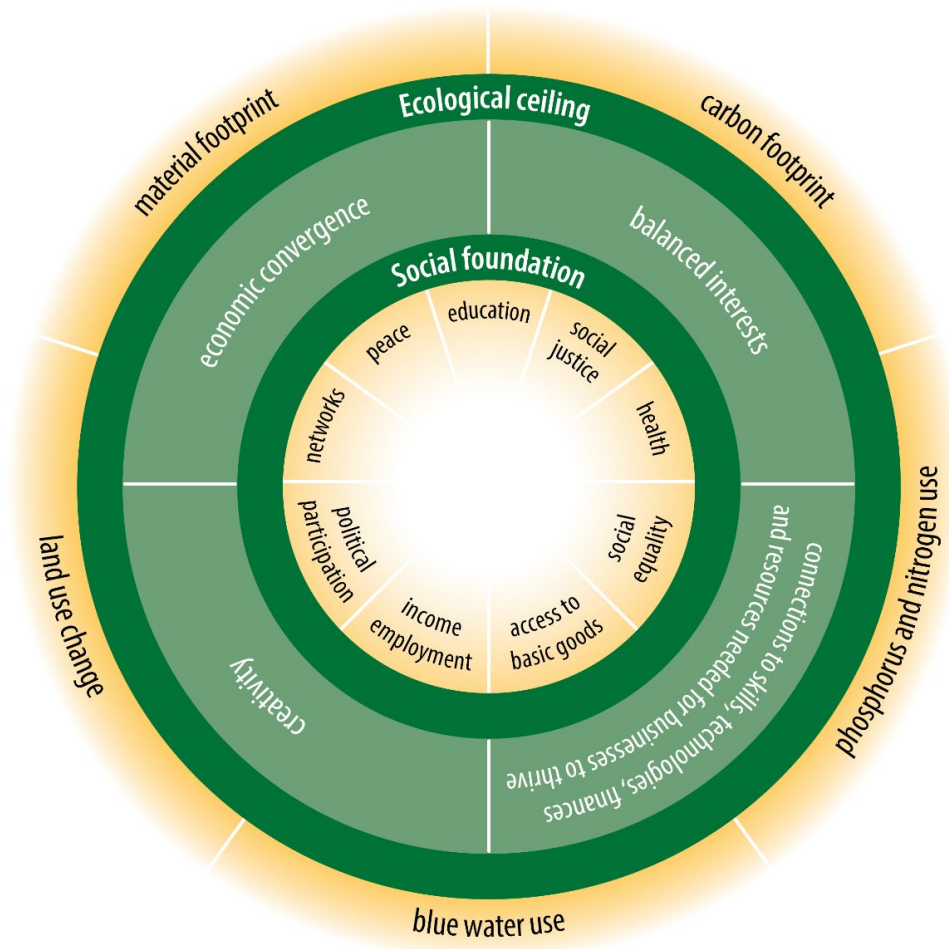 material footprint
carbon footprint
phosphorus and nitrogen use
blue water use
land use change
Ecological ceiling
economic convergence
balanced interests
connections to skills, technologies, finances
and resources needed for businesses to thrive
creativity
Social foundation
education
social
justice
health
social
equality
access to
basic goods
income
employment
political
participation
networks
peace